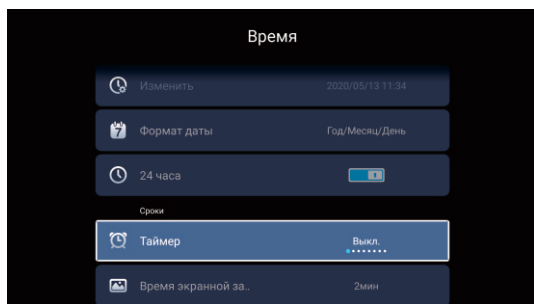 Время
Изменить 2020/05/13 11:34
Формат даты Год/Месяц/День
24 часа
Сроки
Таймер Выкл.
Время экранной за.. 2мин